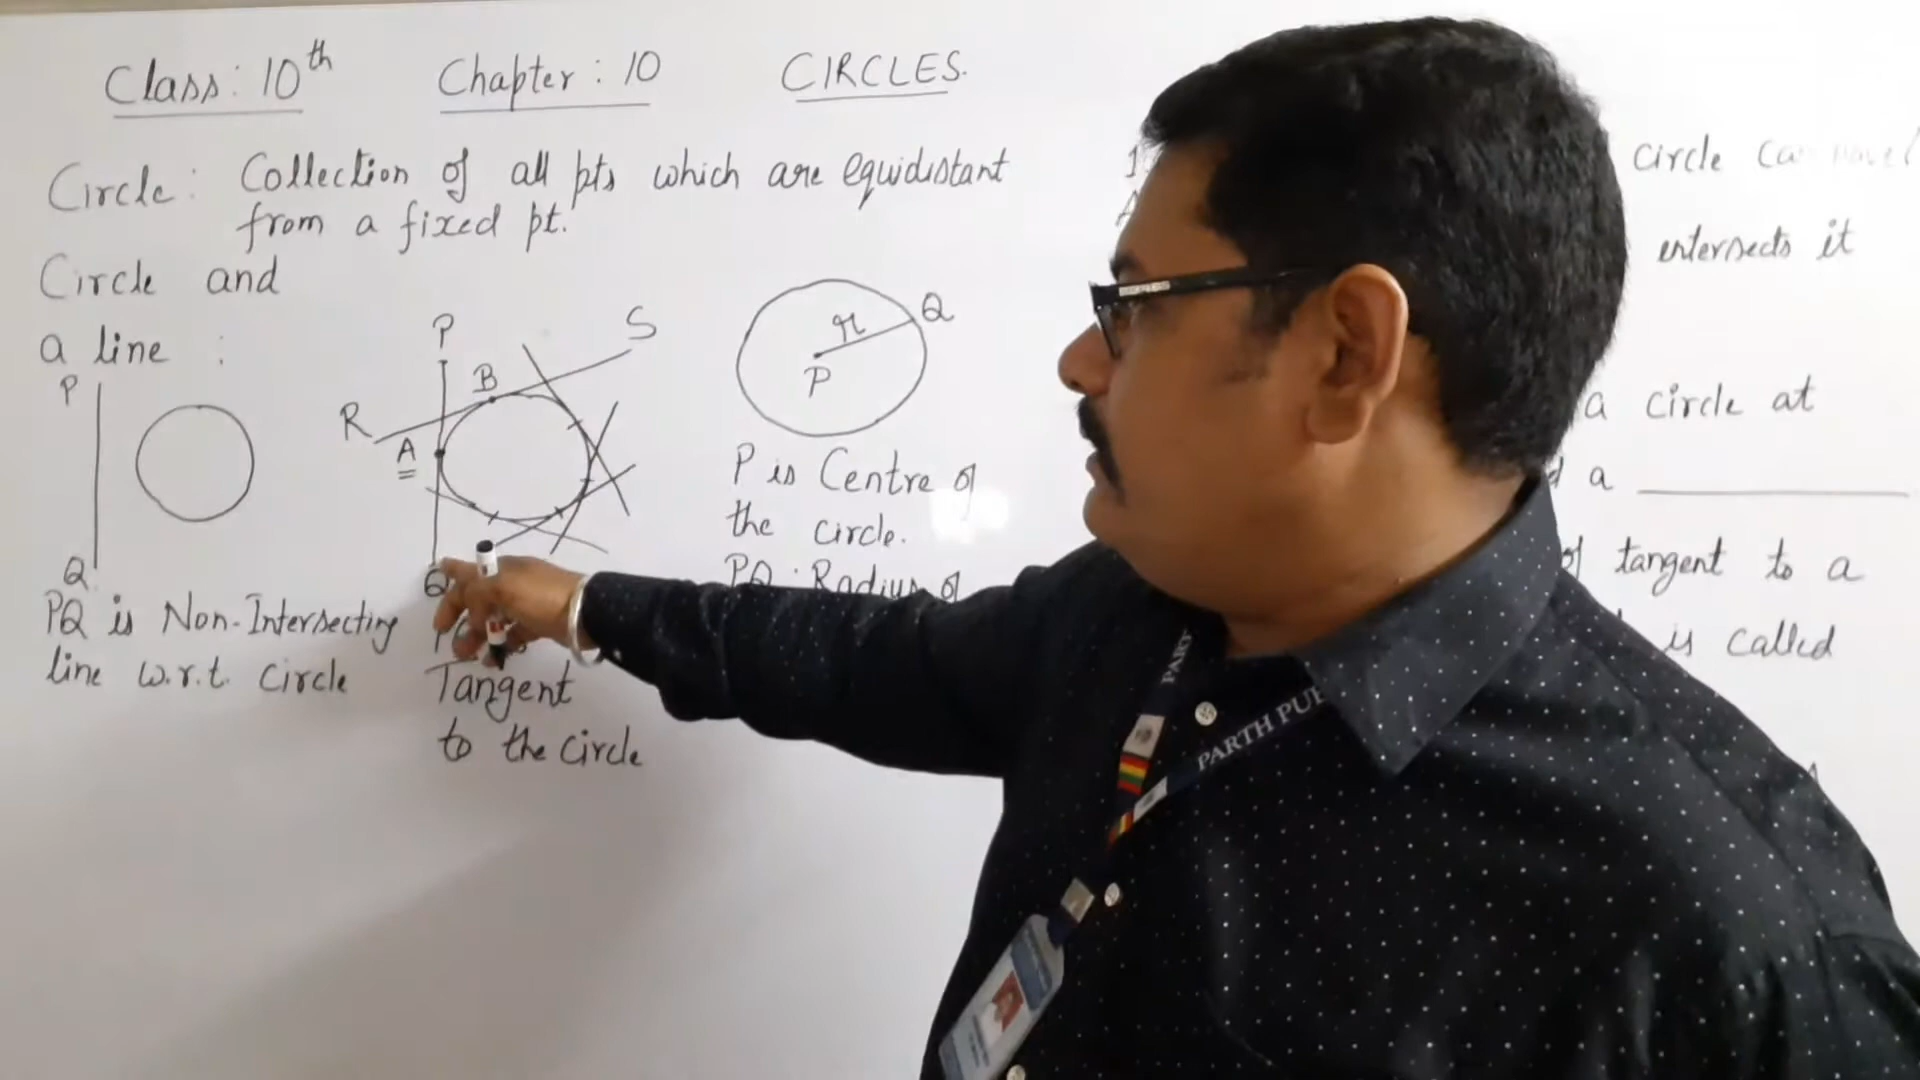 Class: 10th Chapter: 10 CIRCLES.
Circle: Collection of all pts which are equidistant
from a fixed pt.
Circle and
a line :
P
Q
PQ is Non-Intersecting
line w.r.t. circle
P
S
B
R
A
Q
Tangent
to the circle
r
Q
P
P is Centre of
the circle.
PQ : Radius of
circle
intersects it
a circle at
a
of tangent to a
is called
PARTH